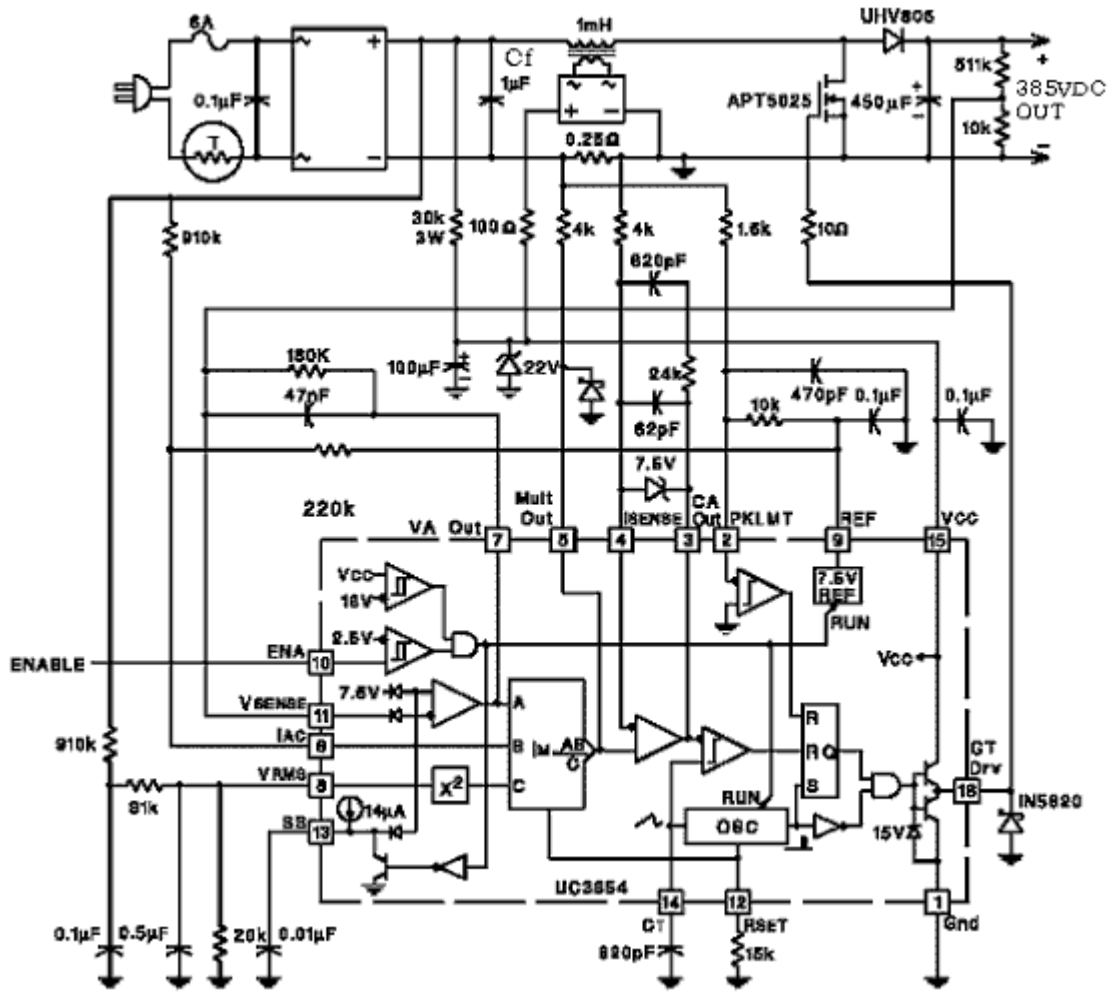 6A
UHV805
1mH
Cf
1μF
0.1μF
APT5025
450μF
511k
385VDC
OUT
10k
T
0.25Ω
910k
30k
3W
100Ω
4k
4k
1.6k
10Ω
620pF
180K
100μF
22V
24k
47nF
470pF
0.1μF
0.1μF
62pF
10k
7.5V
220k
VA Out
Mult
Out
ISENSE
CA
Out
PKLMT
REF
VCC
7
5
4
3
2
9
15
VCC
16V
7.5V
REF
RUN
2.5V
ENABLE
ENA
10
VCC
7.5V
VSENSE
11
A
IAC
6
B
IM
AB
C
R
R
Q
S
GT
Drv
16
910k
VRMS
91k
8
X²
C
RUN
OSC
SS
13
14μA
15V
IN5820
UC3854
14
12
1
CT
RSET
Gnd
0.1μF
0.5μF
20k
0.01μF
15k